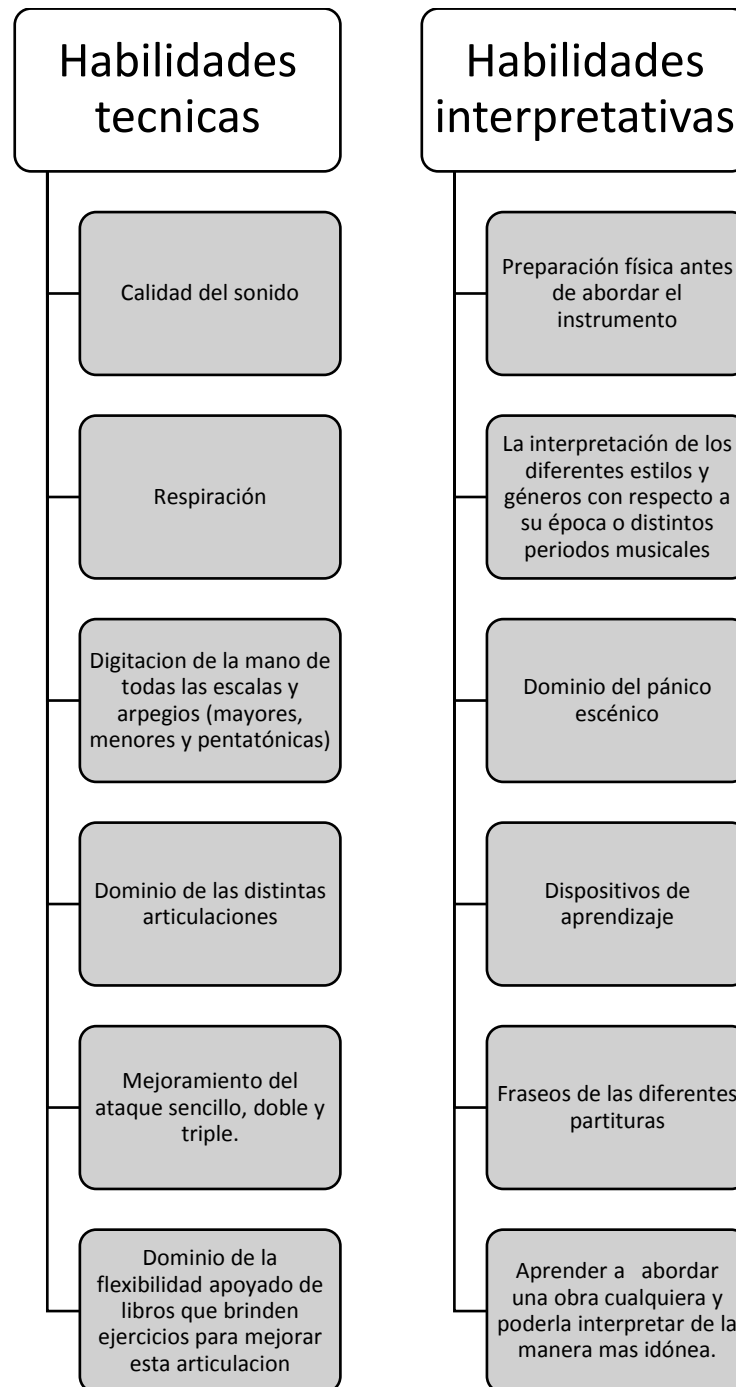 Habilidades
tecnicas
Calidad del sonido
Respiración
Digitacion de la mano de
todas las escalas y
arpegios (mayores,
menores y pentatónicas)
Dominio de las distintas
articulaciones
Mejoramiento del
ataque sencillo, doble y
triple.
Dominio de la
flexibilidad apoyado de
libros que brinden
ejercicios para mejorar
esta articulacion
Habilidades
interpretativas
Preparación física antes
de abordar el
instrumento
La interpretación de los
diferentes estilos y
géneros con respecto a
su época o distintos
periodos musicales
Dominio del pánico
escénico
Dispositivos de
aprendizaje
Fraseos de las diferentes
partituras
Aprender a abordar
una obra cualquiera y
poderla interpretar de la
manera mas idónea.